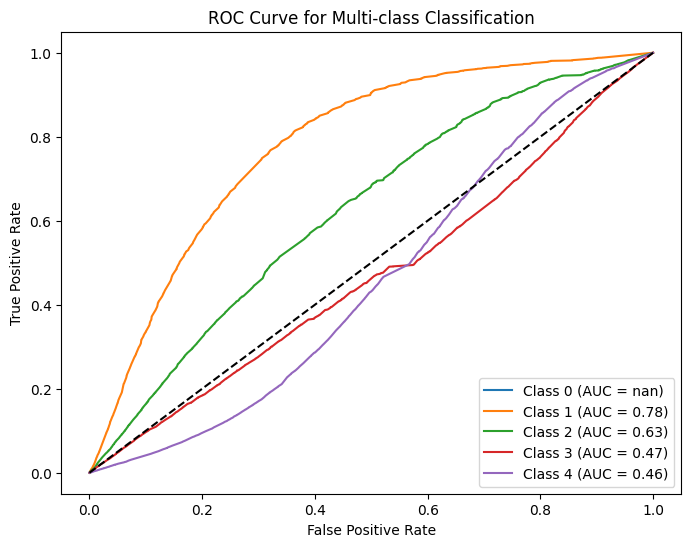 ROC Curve for Multi-class Classification
1.0
0.8
0.6
0.4
0.2
0.0
True Positive Rate
Class 0 (AUC = nan)
Class 1 (AUC = 0.78)
Class 2 (AUC = 0.63)
Class 3 (AUC = 0.47)
Class 4 (AUC = 0.46)
0.0 0.2 0.4 0.6 0.8 1.0
False Positive Rate